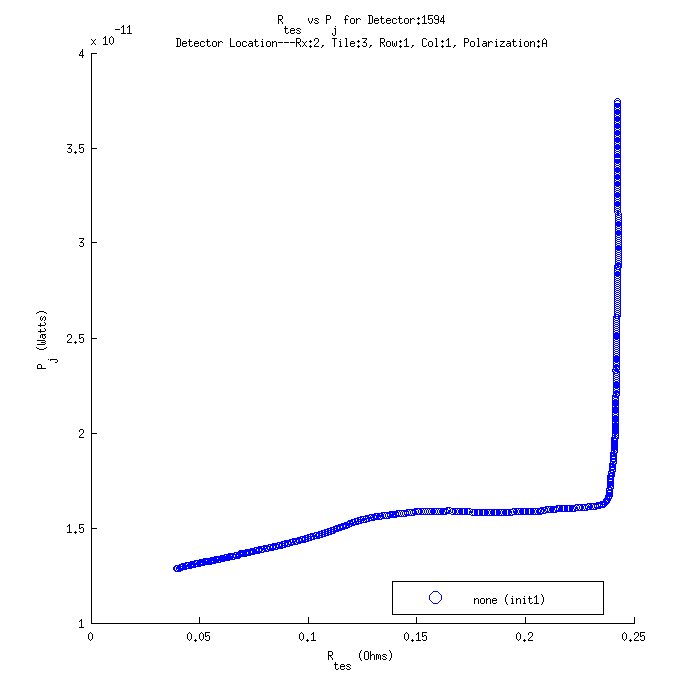 R_tes vs P_j for Detector:1594
Detector Location---Rx:2, Tile:3, Row:1, Col:1, Polarization:A
x 10^-11
4
3.5
3
2.5
2
1.5
1
P_j (Watts)
none (init1)
0 0.05 0.1 0.15 0.2 0.25
R_tes (Ohms)